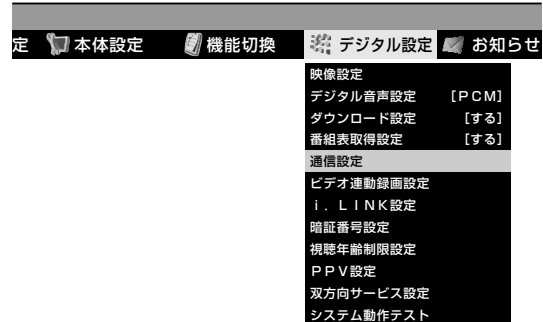 定 本体設定 機能切換 デジタル設定 お知らせ
映像設定
デジタル音声設定 [PCM]
ダウンロード設定 [する]
番組表取得設定 [する]
通信設定
ビデオ連動録画設定
i.LINK設定
暗証番号設定
視聴年齢制限設定
PPV設定
双方向サービス設定
システム動作テスト